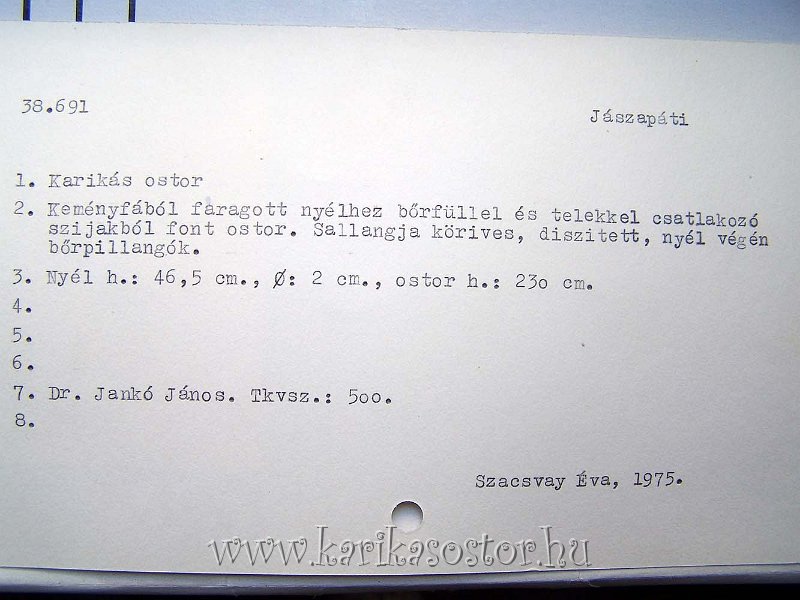 38.691
Jászapáti
1. Karikás ostor
2. Keményfából faragott nyélhez bőrfüllel és telekkel csatlakozó
szijakból font ostor. Sallangja köríves, diszitett, nyél végén
bőrpillangók.
3. Nyél h.: 46,5 cm., Ø: 2 cm., ostor h.: 23o cm.
4.
5.
6.
7. Dr. Jankó János. Tkvsz.: 5oo.
8.
Szacsvay Éva, 1975.
www.karikasostor.hu